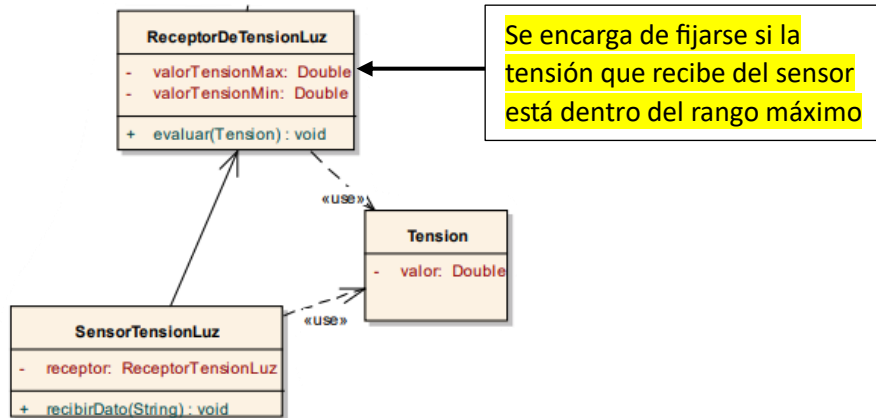 ReceptorDeTensionLuz
- valorTensionMax: Double
- valorTensionMin: Double
+ evaluar(Tension) : void
Se encarga de fijarse si la
tensión que recibe del sensor
está dentro del rango máximo
«use»
Tension
- valor: Double
«use»
SensorTensionLuz
- receptor: ReceptorTensionLuz
+ recibirDato(String) : void